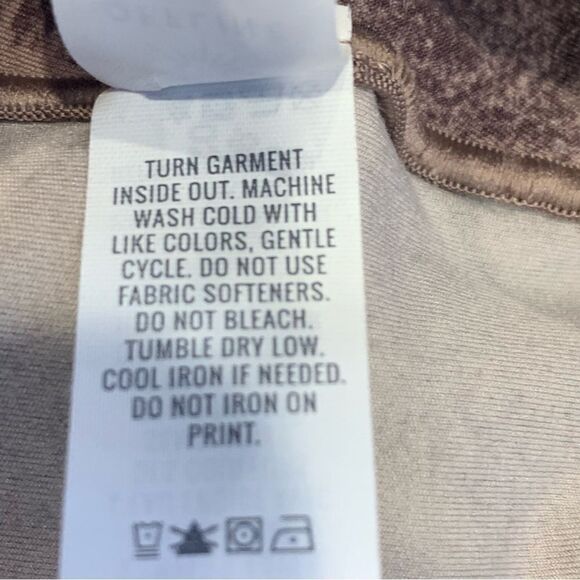 TURN GARMENT
INSIDE OUT. MACHINE
WASH COLD WITH
LIKE COLORS, GENTLE
CYCLE. DO NOT USE
FABRIC SOFTENERS.
DO NOT BLEACH.
TUMBLE DRY LOW.
COOL IRON IF NEEDED.
DO NOT IRON ON
PRINT.